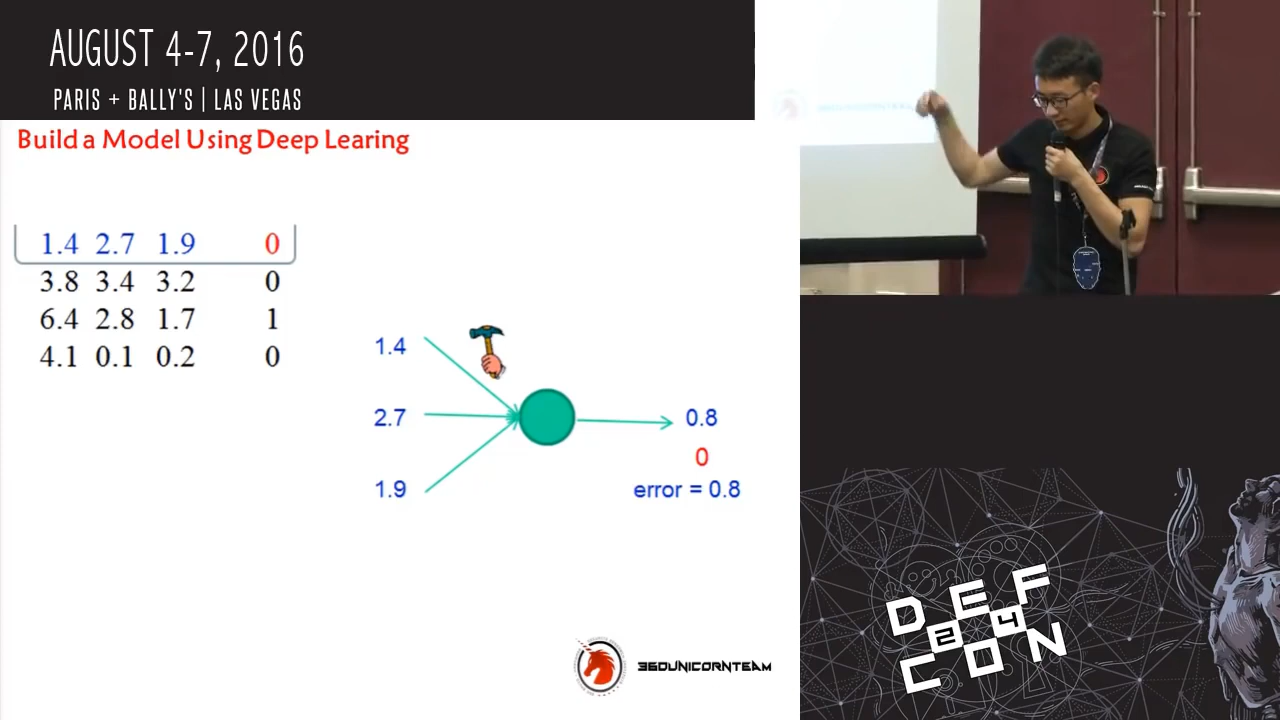 AUGUST 4-7, 2016
PARIS + BALLY'S | LAS VEGAS
Build a Model Using Deep Learing
1.4 2.7 1.9 0
3.8 3.4 3.2 0
6.4 2.8 1.7 1
4.1 0.1 0.2 0
1.4
2.7
1.9
0.8
0
error = 0.8
360UNICORNTEAM
DEF
24
CON